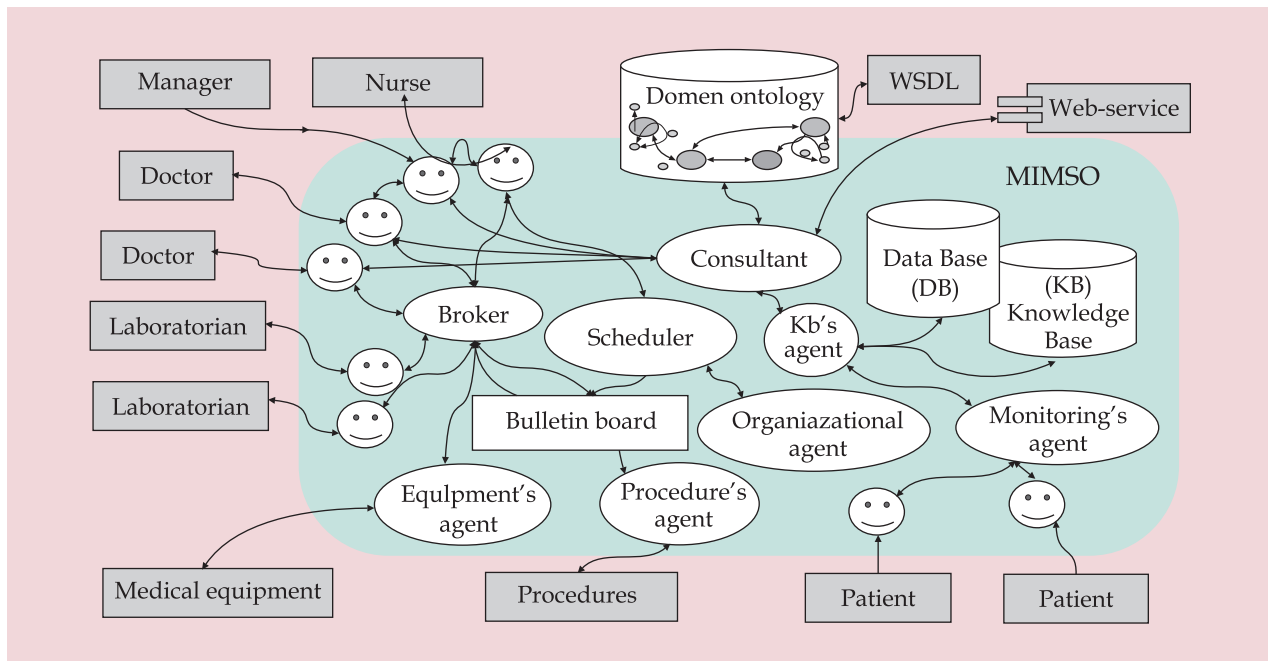 Manager
Nurse
Domen ontology
WSDL
Web-service
MIMSO
Doctor
Doctor
Consultant
Data Base
(DB)
(KB)
Knowledge
Base
Laboratorian
Broker
Scheduler
Kb's
agent
Laboratorian
Bulletin board
Organiazational
agent
Monitoring's
agent
Equlpment's
agent
Procedure's
agent
Medical equipment
Procedures
Patient
Patient